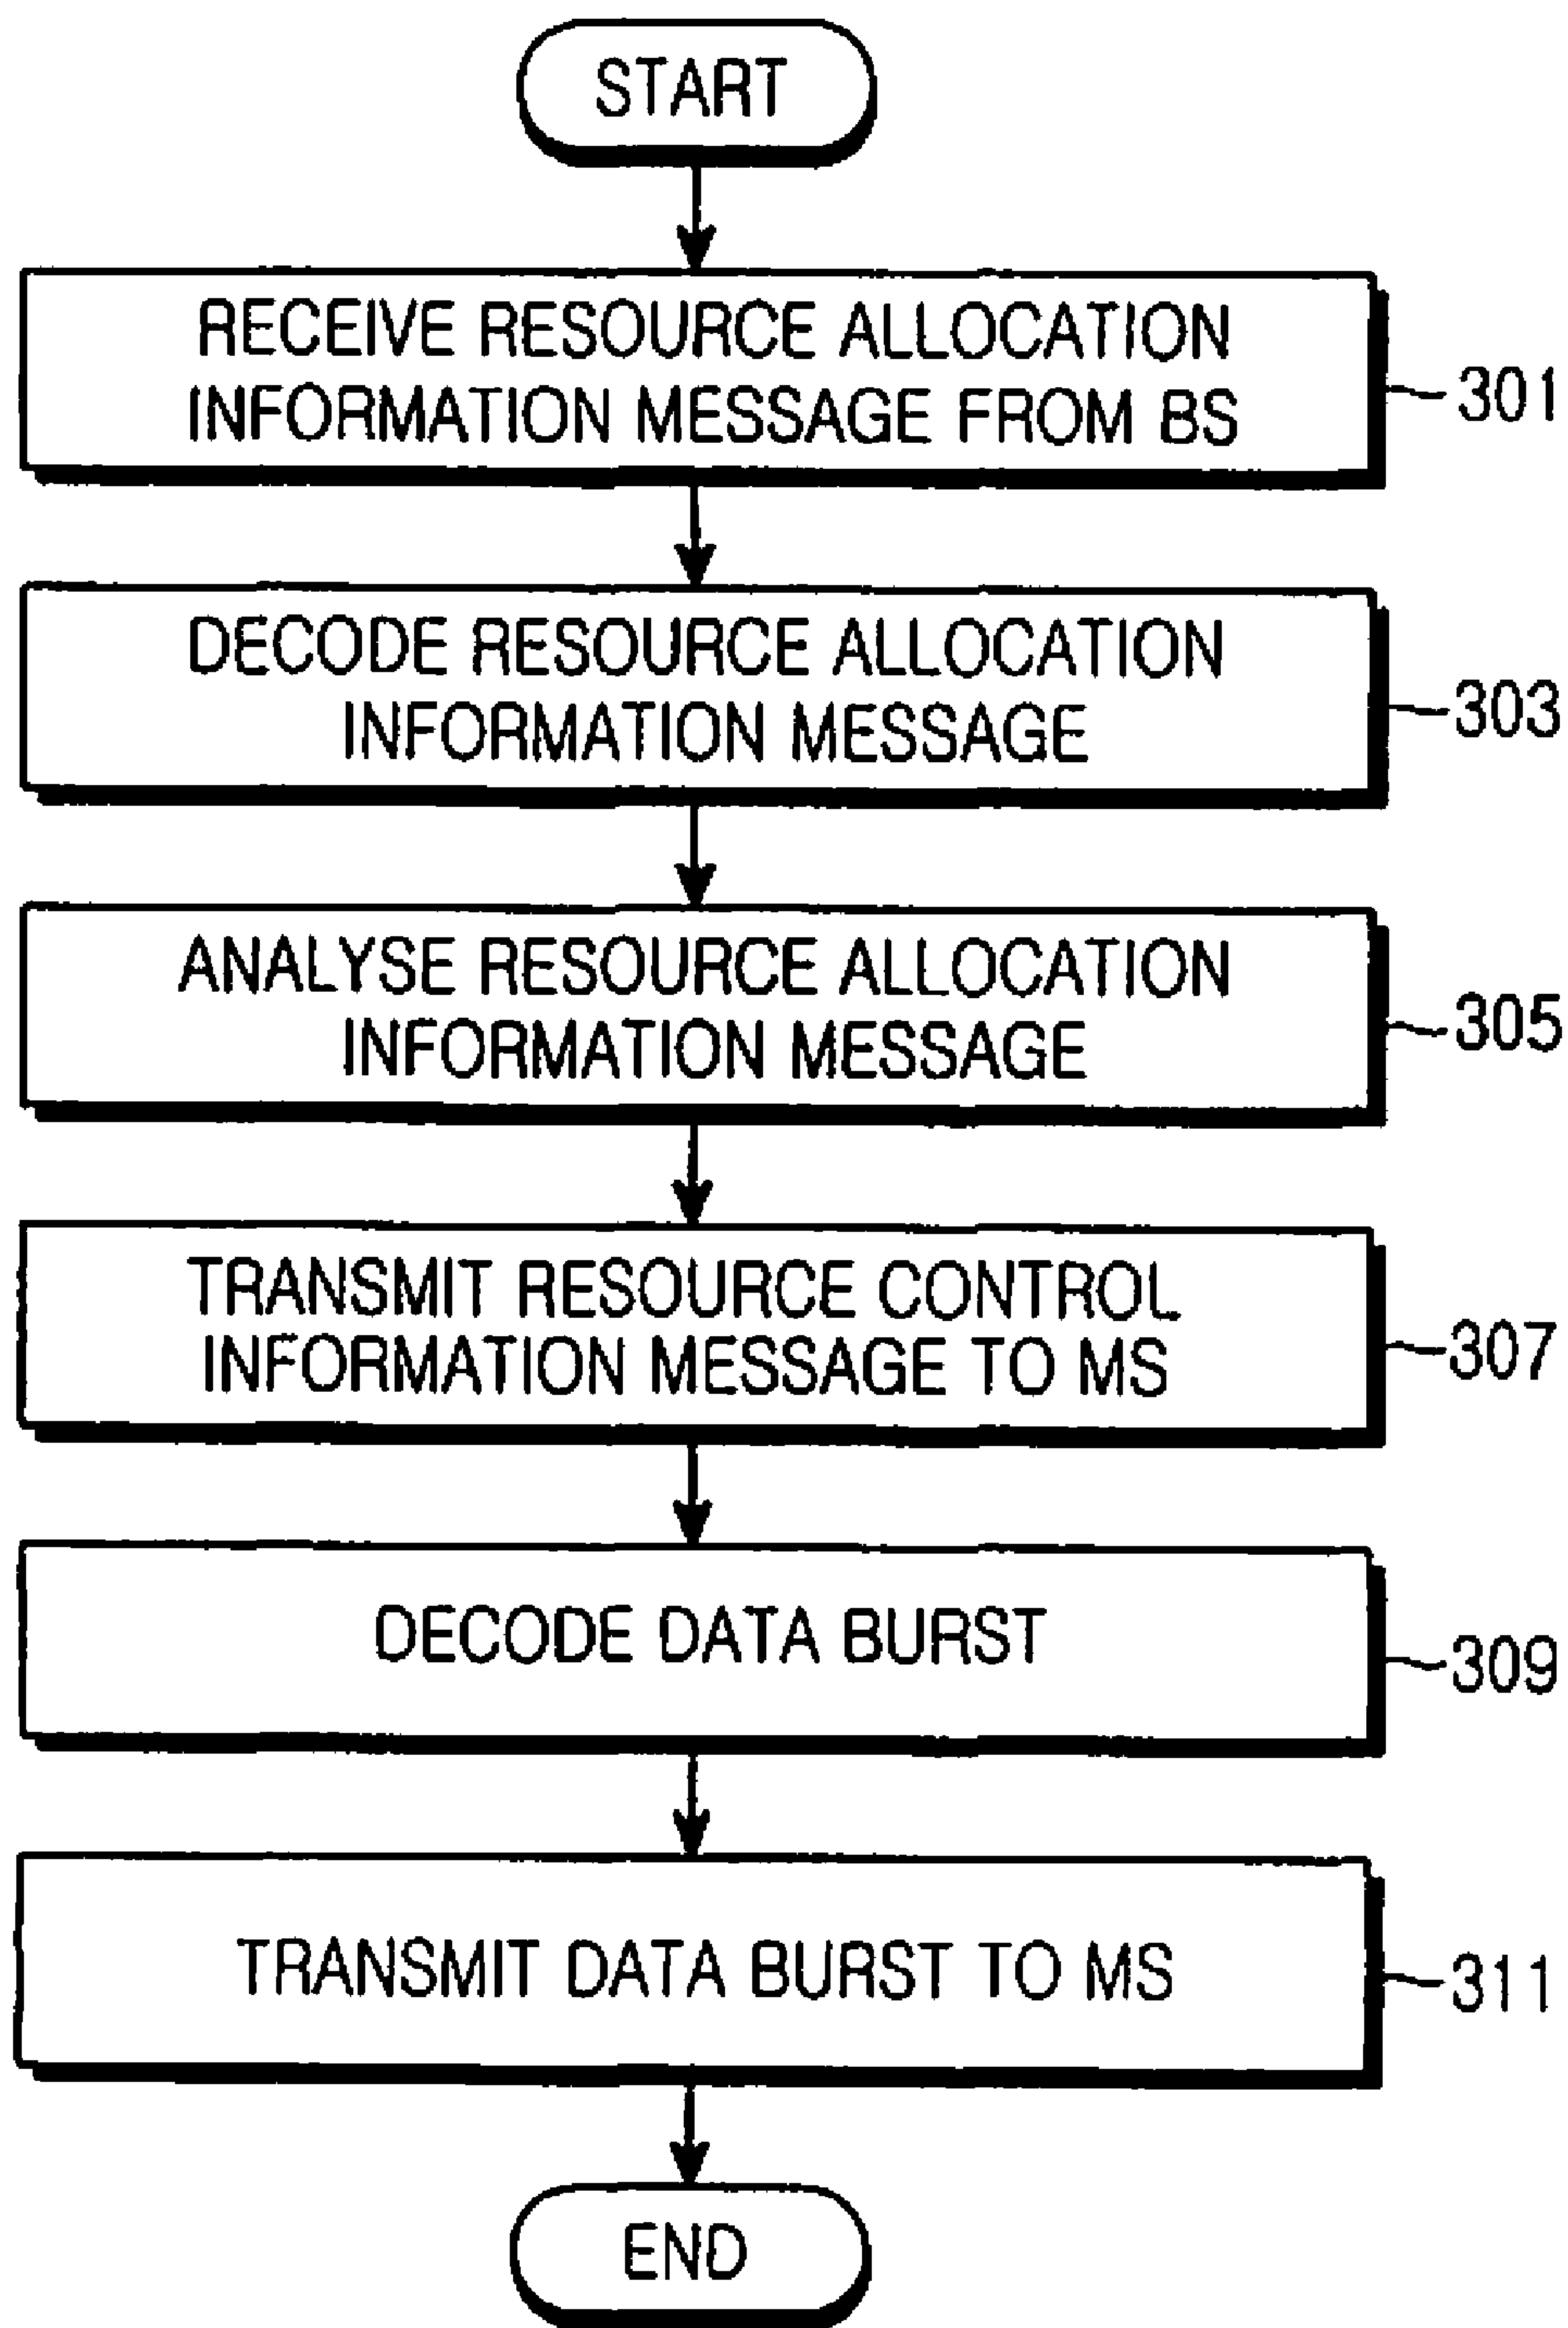 START
RECEIVE RESOURCE ALLOCATION
INFORMATION MESSAGE FROM BS
301
DECODE RESOURCE ALLOCATION
INFORMATION MESSAGE
303
ANALYSE RESOURCE ALLOCATION
INFORMATION MESSAGE
305
TRANSMIT RESOURCE CONTROL
INFORMATION MESSAGE TO MS
307
DECODE DATA BURST
309
TRANSMIT DATA BURST TO MS
311
END